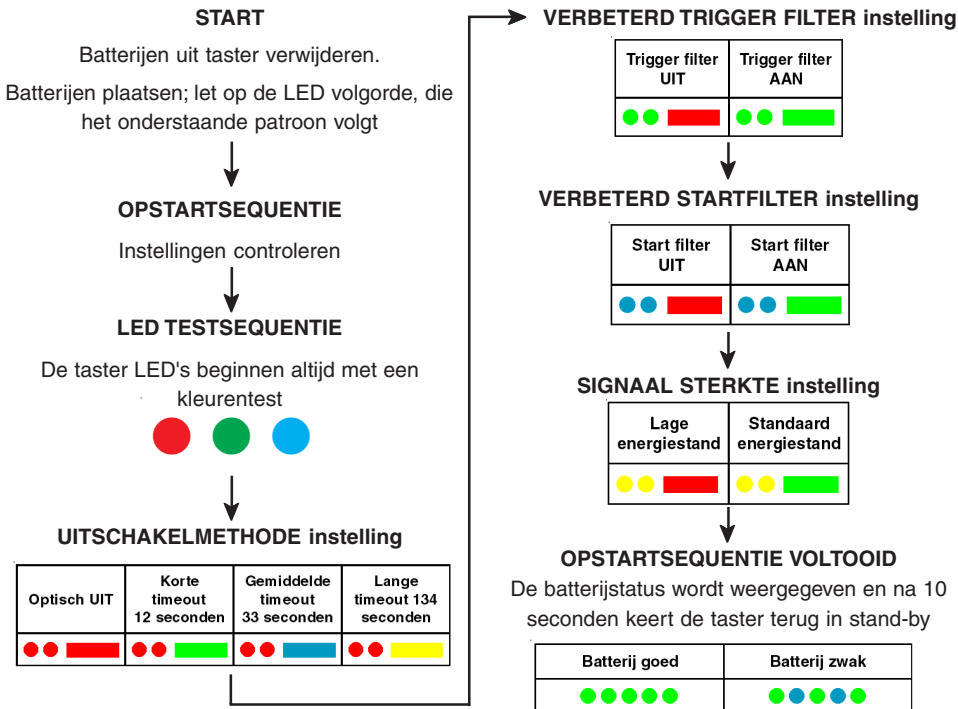 START
Batterijen uit taster verwijderen.
Batterijen plaatsen; let op de LED volgorde, die
het onderstaande patroon volgt
OPSTARTSEQUENTIE
Instellingen controleren
LED TESTSEQUENTIE
De taster LED's beginnen altijd met een
kleurentest
UITSCHAKELMETHODE instelling
Optisch UIT
Korte
timeout
12 seconden
Gemiddelde
timeout
33 seconden
Lange
timeout 134
seconden
VERBETERD TRIGGER FILTER instelling
Trigger filter
UIT
Trigger filter
AAN
VERBETERD STARTFILTER instelling
Start filter
UIT
Start filter
AAN
SIGNAAL STERKTE instelling
Lage
energiestand
Standaard
energiestand
OPSTARTSEQUENTIE VOLTOOID
De batterijstatus wordt weergegeven en na 10
seconden keert de taster terug in stand-by
Batterij goed
Batterij zwak